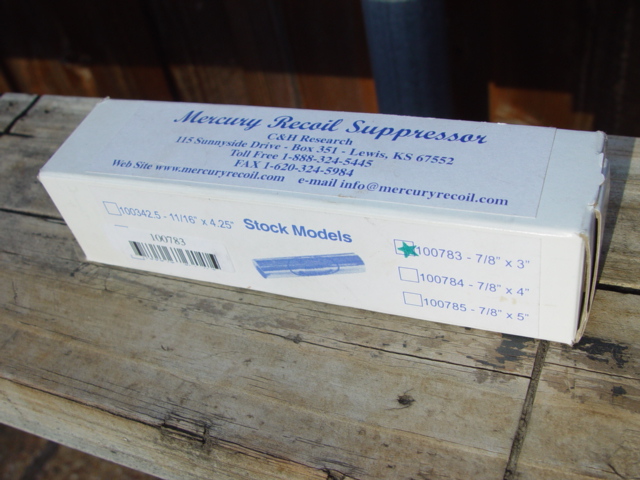 Mercury Recoil Suppressor
C&H Research
115 Sunnyside Drive - Box 351 - Lewis, KS 67552
Toll Free 1-888-324-5445
FAX 1-620-324-5984
Web Site www.mercuryrecoil.com e-mail info@mercuryrecoil.com
100342.5 - 11/16" x 4.25"
Stock Models
100783
100783 - 7/8" x 3"
100784 - 7/8" x 4"
100785 - 7/8" x 5"